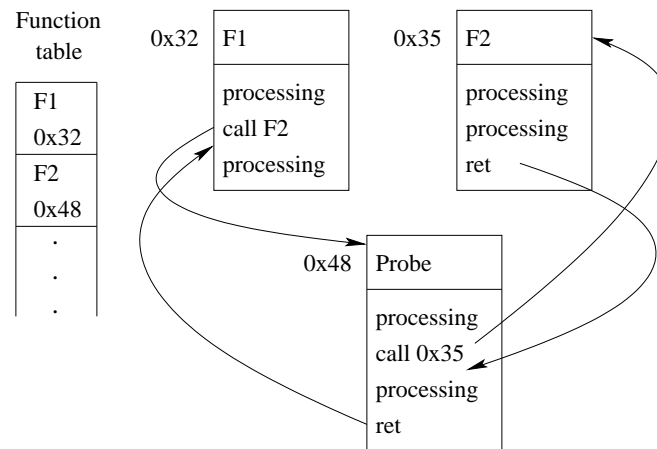 Function
table
F1
0x32
F2
0x48
.
.
.
0x32
F1
processing
call F2
processing
0x35
F2
processing
processing
ret
0x48
Probe
processing
call 0x35
processing
ret